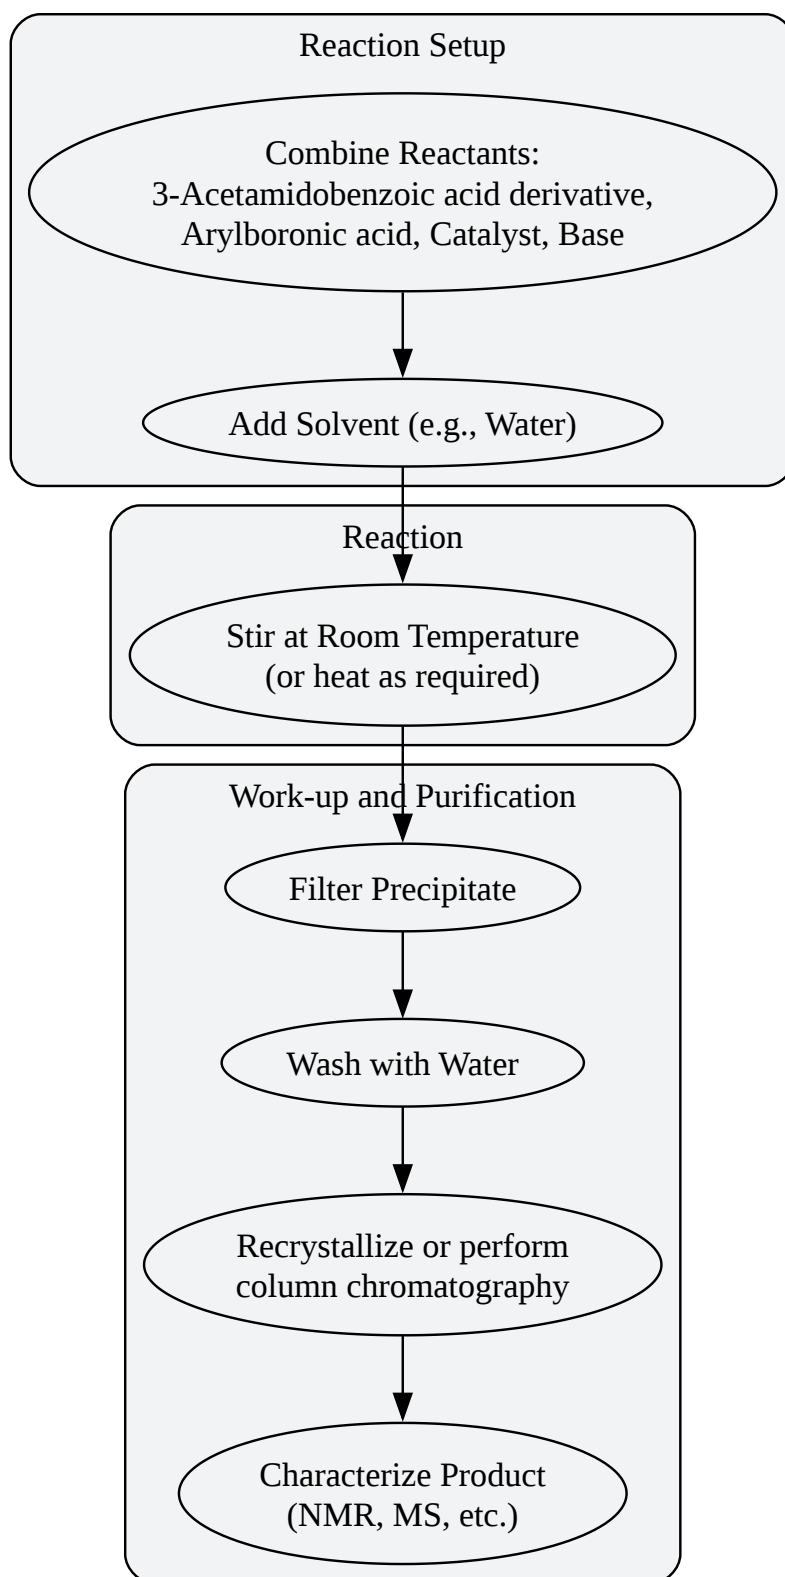 Reaction Setup
Combine Reactants:
3-Acetamidobenzoic acid derivative,
Arylboronic acid, Catalyst, Base
Add Solvent (e.g., Water)
Reaction
Stir at Room Temperature
(or heat as required)
Work-up and Purification
Filter Precipitate
Wash with Water
Recrystallize or perform
column chromatography
Characterize Product
(NMR, MS, etc.)